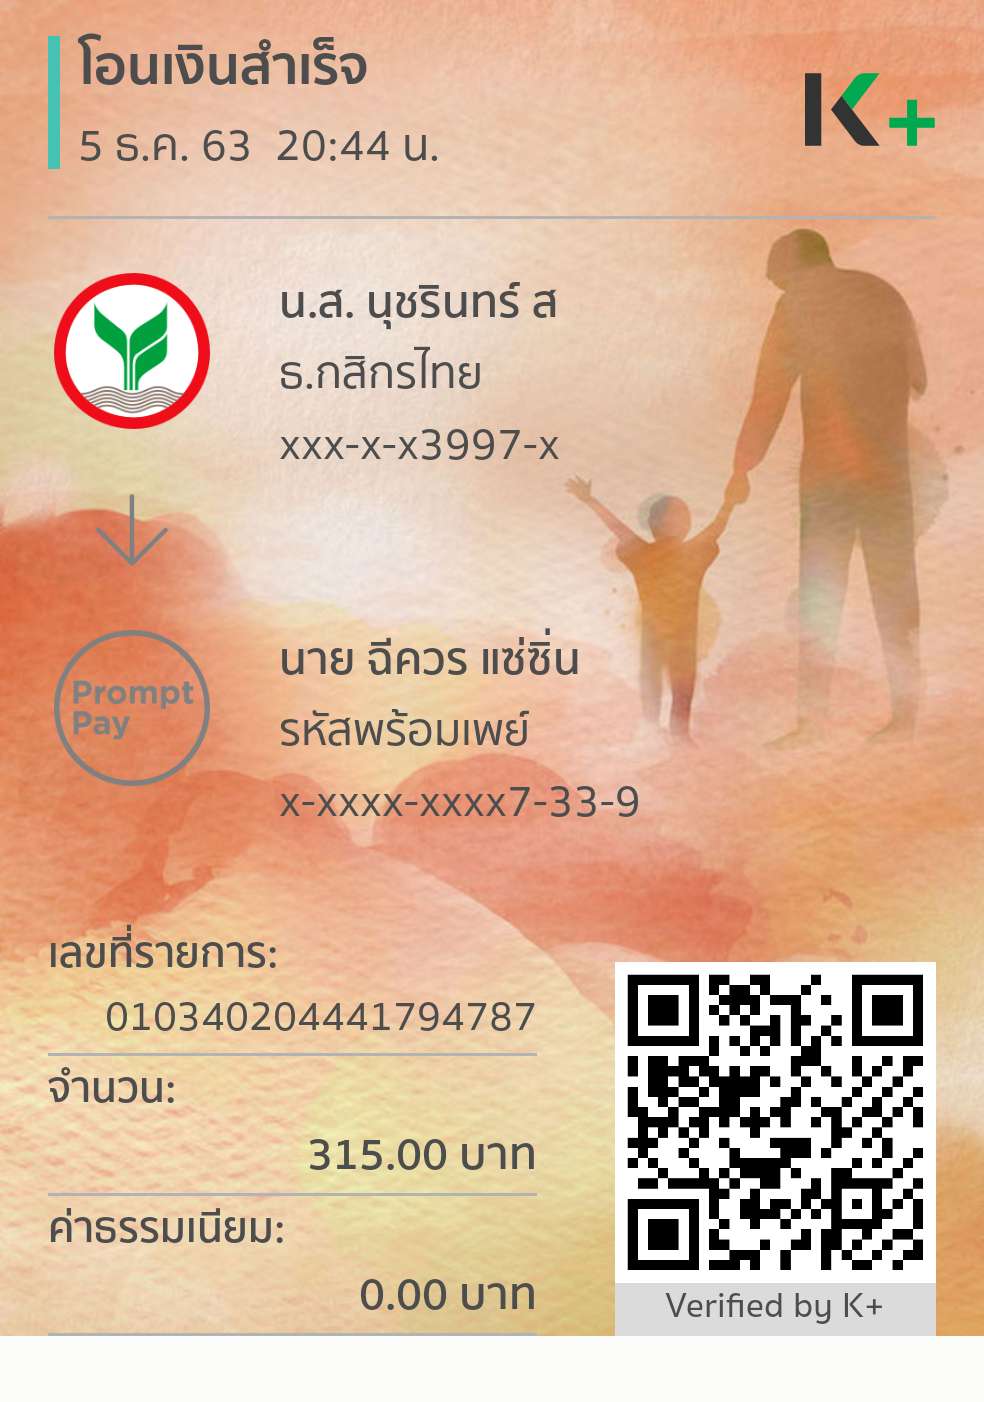 โอนเงินสำเร็จ
5 ธ.ค. 63 20:44 น.
K+
น.ส. นุชรินทร์ ส
ธ.กสิกรไทย
xxx-x-x3997-x
Prompt
Pay
นาย ฉีควร แซ่ซิ่น
รหัสพร้อมเพย์
x-xxxx-xxxx7-33-9
เลขที่รายการ:
010340204441794787
จำนวน:
315.00 บาท
ค่าธรรมเนียม:
0.00 บาท
Verified by K+